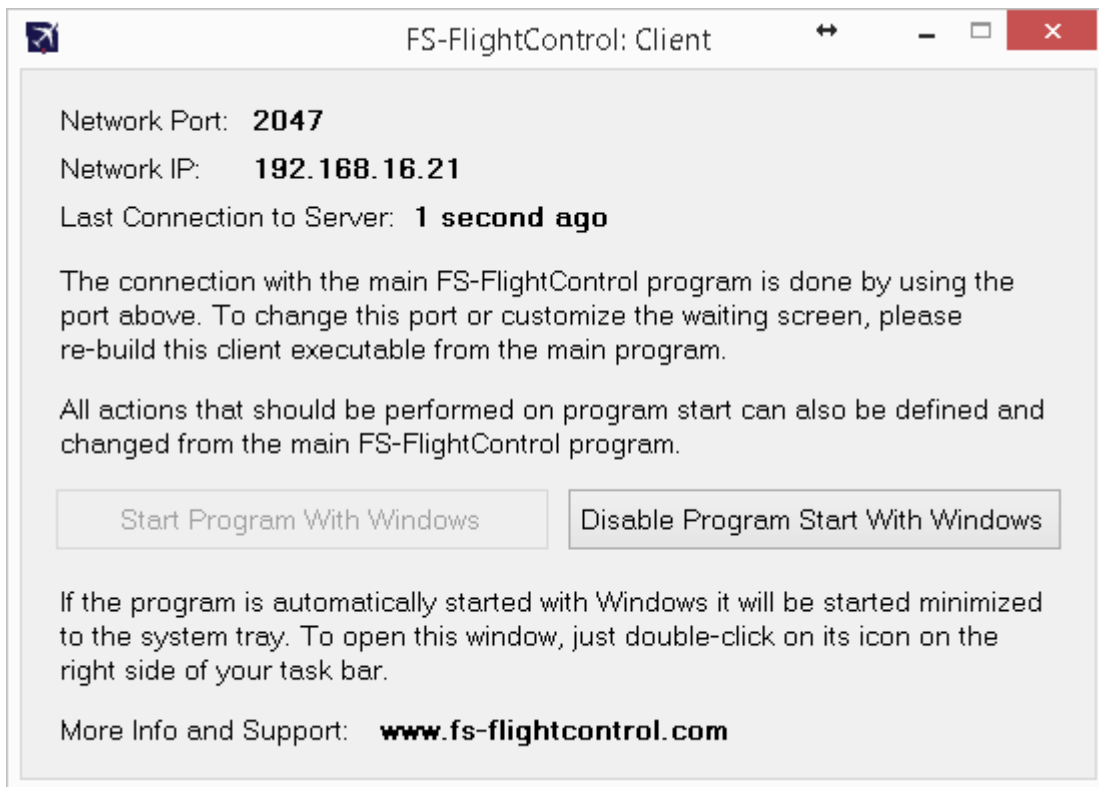 FS-FlightControl: Client
Network Port: 2047
Network IP: 192.168.16.21
Last Connection to Server: 1 second ago
The connection with the main FS-FlightControl program is done by using the
port above. To change this port or customize the waiting screen, please
re-build this client executable from the main program.
All actions that should be performed on program start can also be defined and
changed from the main FS-FlightControl program.
Start Program With Windows
Disable Program Start With Windows
If the program is automatically started with Windows it will be started minimized
to the system tray. To open this window, just double-click on its icon on the
right side of your task bar.
More Info and Support: www.fs-flightcontrol.com